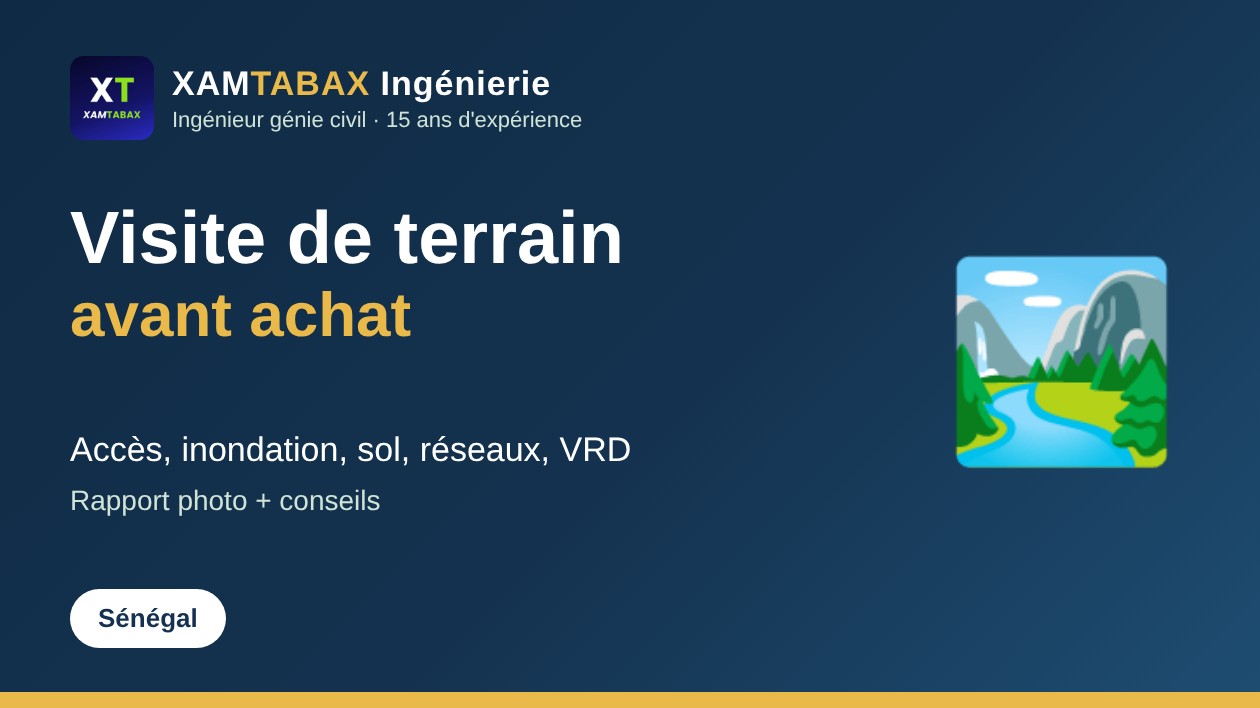 XT
XAMTABAX
XAMTABAX Ingénierie
Ingénieur génie civil · 15 ans d'expérience
Visite de terrain
avant achat
Accès, inondation, sol, réseaux, VRD
Rapport photo + conseils
Sénégal